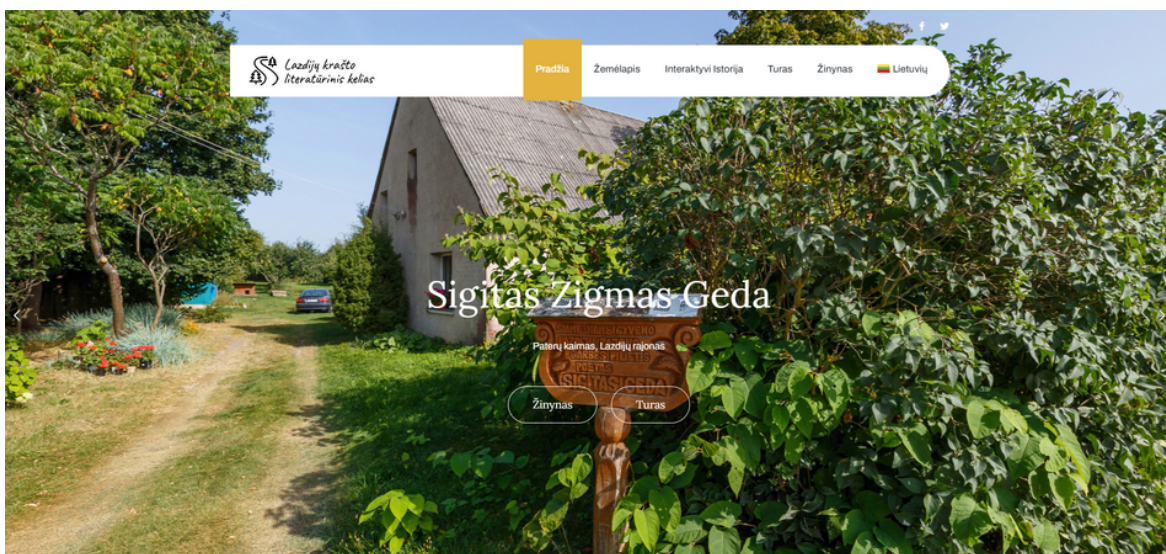 Lazdijų krašto
literatūrinis kelias
Pradžia
Žemėlapis
Interaktyvi Istorija
Turas
Žinynas
Lietuvių
Sigitas Zigmas Geda
Paterų kaimas, Lazdijų rajonas
POETAS
SIGITAS GEDA
Žinynas
Turas